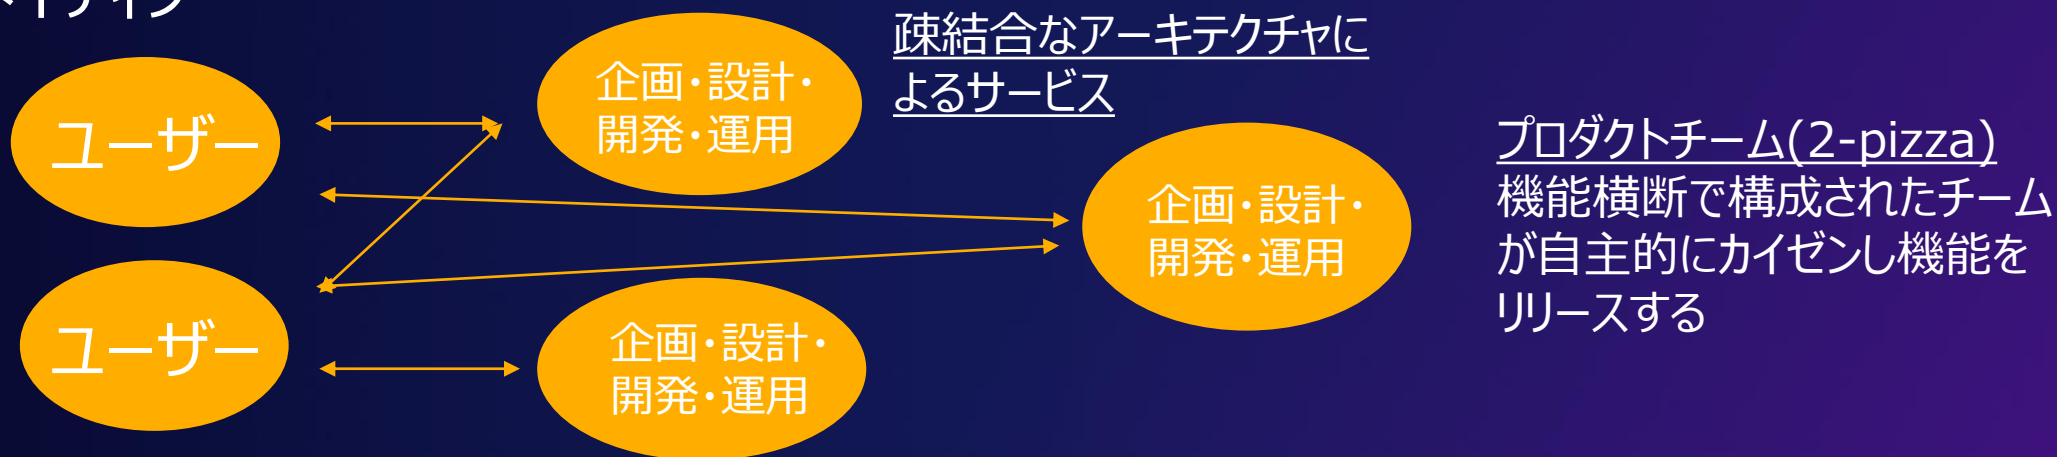 ユーザー
ユーザー
企画・設計・
開発・運用
企画・設計・
開発・運用
疎結合なアーキテクチャに
よるサービス
企画・設計・
開発・運用
プロダクトチーム(2-pizza)
機能横断で構成されたチーム
が自主的にカイゼンし機能を
リリースする